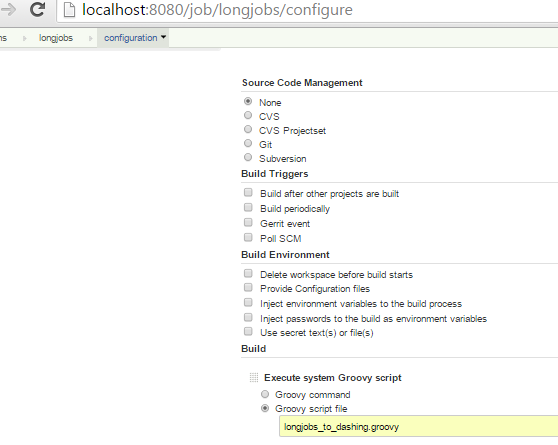 localhost:8080/job/longjobs/configure
ns longjobs configuration
Source Code Management
None
CVS
CVS Projectset
Git
Subversion
Build Triggers
Build after other projects are built
Build periodically
Gerrit event
Poll SCM
Build Environment
Delete workspace before build starts
Provide Configuration files
Inject environment variables to the build process
Inject passwords to the build as environment variables
Use secret text(s) or file(s)
Build
Execute system Groovy script
Groovy command
Groovy script file
longjobs_to_dashing.groovy